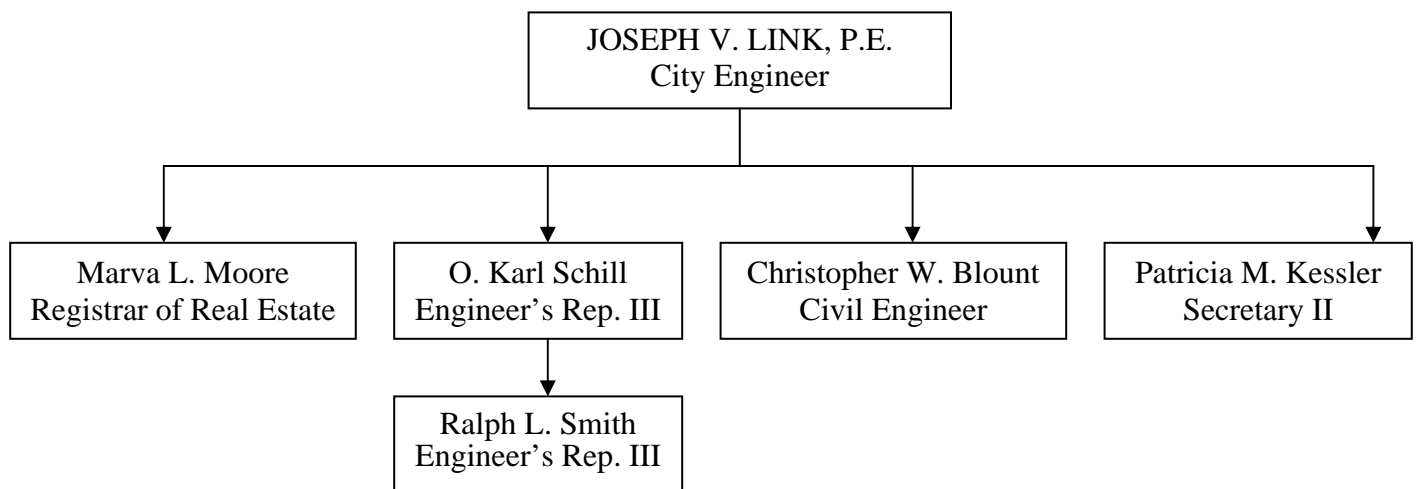 JOSEPH V. LINK, P.E.
City Engineer
Marva L. Moore
Registrar of Real Estate
O. Karl Schill
Engineer’s Rep. III
Christopher W. Blount
Civil Engineer
Patricia M. Kessler
Secretary II
Ralph L. Smith
Engineer’s Rep. III